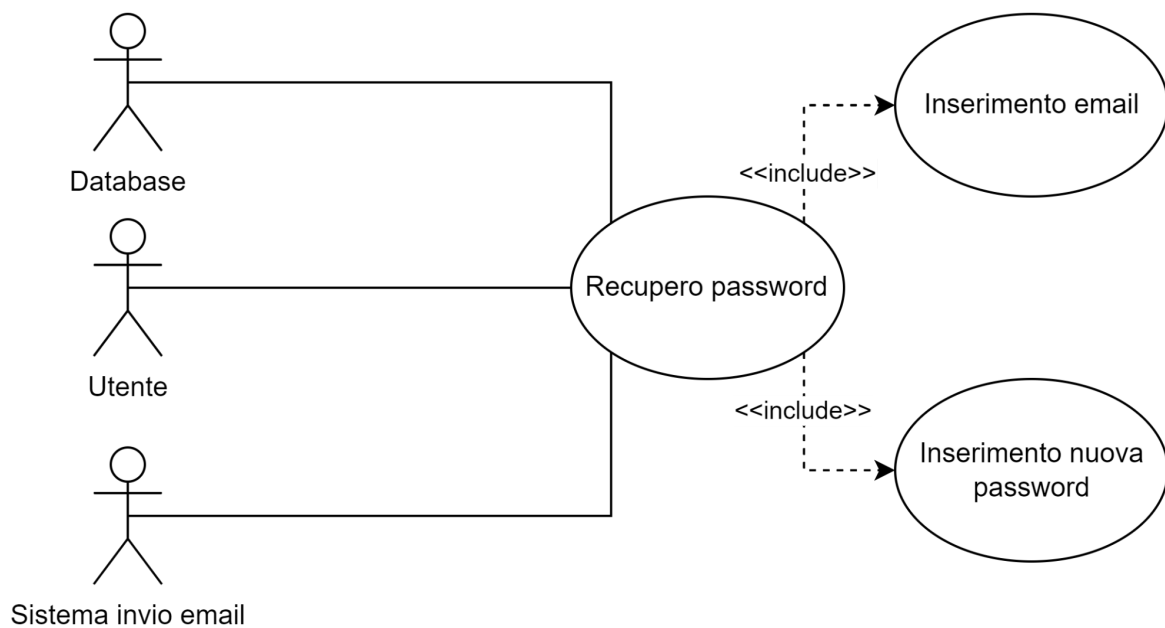 Database
Inserimento email
<<include>>
Recupero password
Utente
<<include>>
Inserimento nuova
password
Sistema invio email